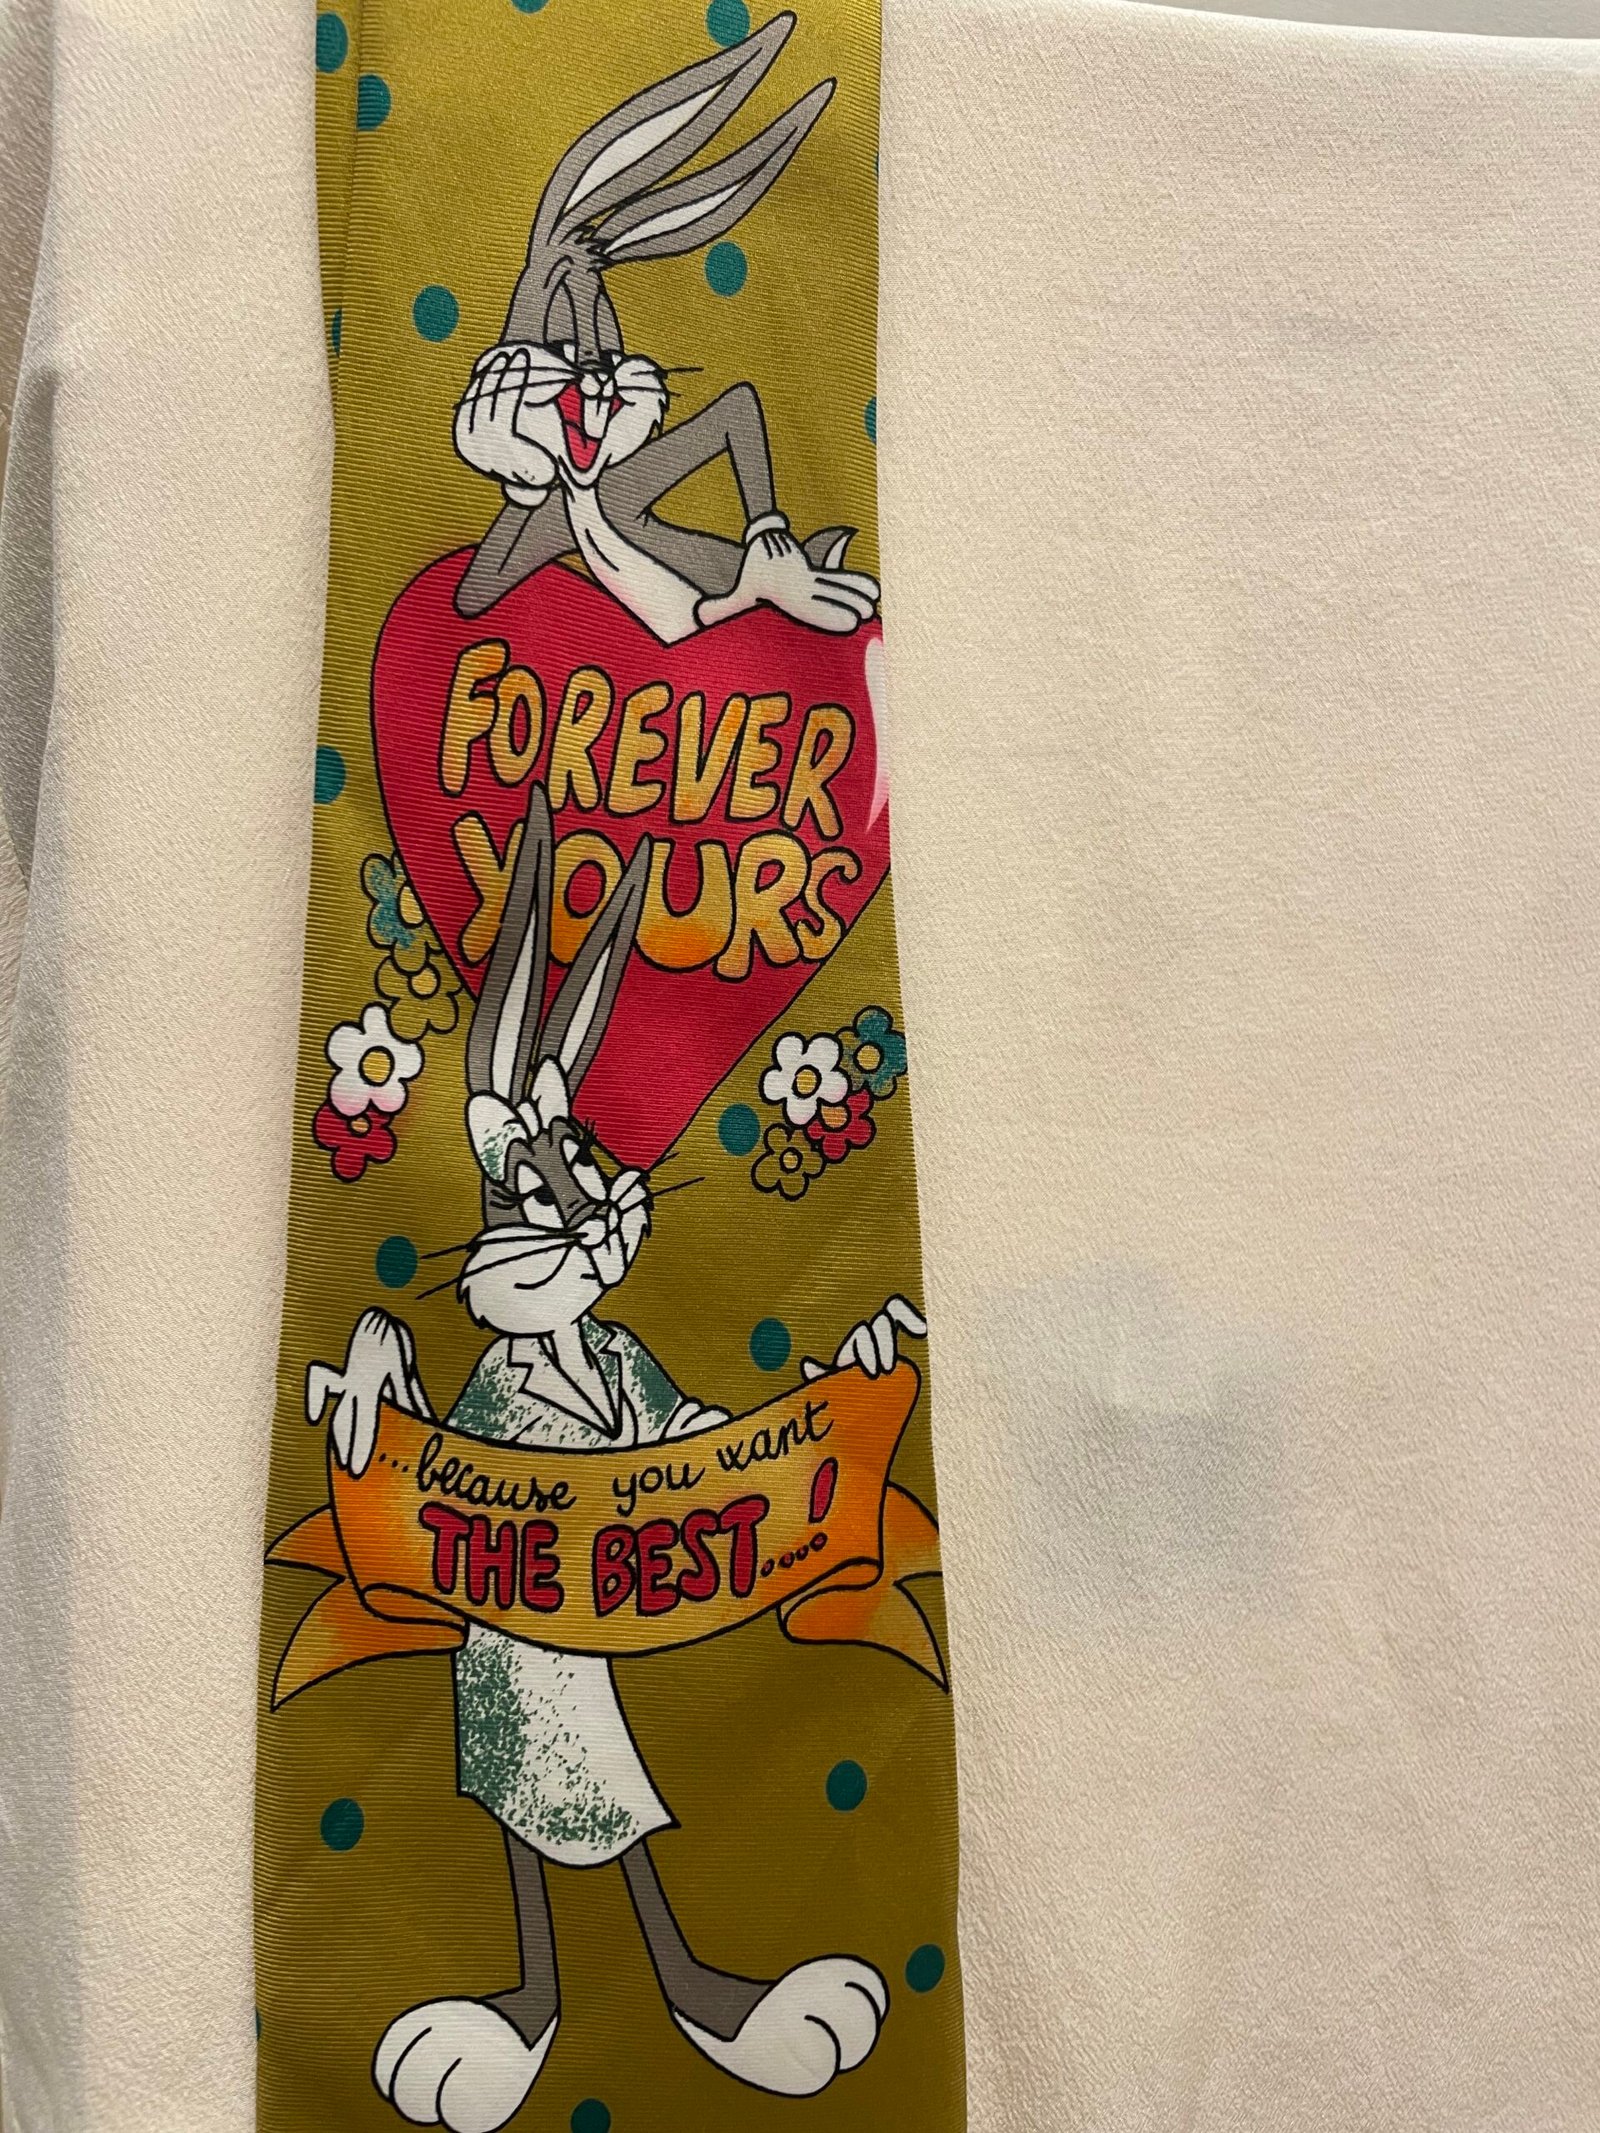 FOREVER
YOURS
...because you want
THE BEST....!